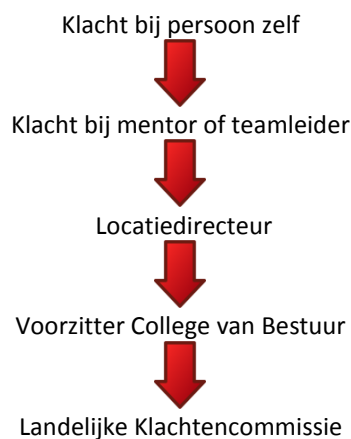 Klacht bij persoon zelf
Klacht bij mentor of teamleider
Locatiedirecteur
Voorzitter College van Bestuur
Landelijke Klachtencommissie